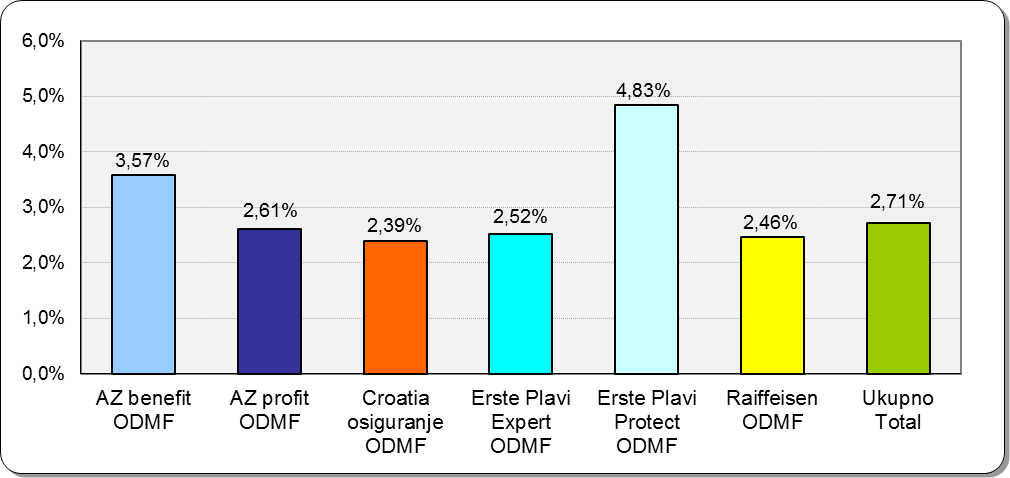 6,0%
5,0%
4,0%
3,0%
2,0%
1,0%
0,0%
3,57%
2,61%
2,39%
2,52%
4,83%
2,46%
2,71%
AZ benefit
ODMF
AZ profit
ODMF
Croatia
osiguranje
ODMF
Erste Plavi
Expert
ODMF
Erste Plavi
Protect
ODMF
Raiffeisen
ODMF
Ukupno
Total